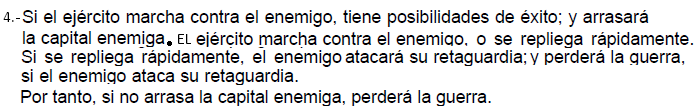 4.-Si el ejército marcha contra el enemigo, tiene posibilidades de éxito; y arrasará
la capital enemiga. EL ejército marcha contra el enemigo, o se repliega rápidamente.
Si se repliega rápidamente, el enemigo atacará su retaguardia; y perderá la guerra,
si el enemigo ataca su retaguardia.
Por tanto, si no arrasa la capital enemiga, perderá la guerra.